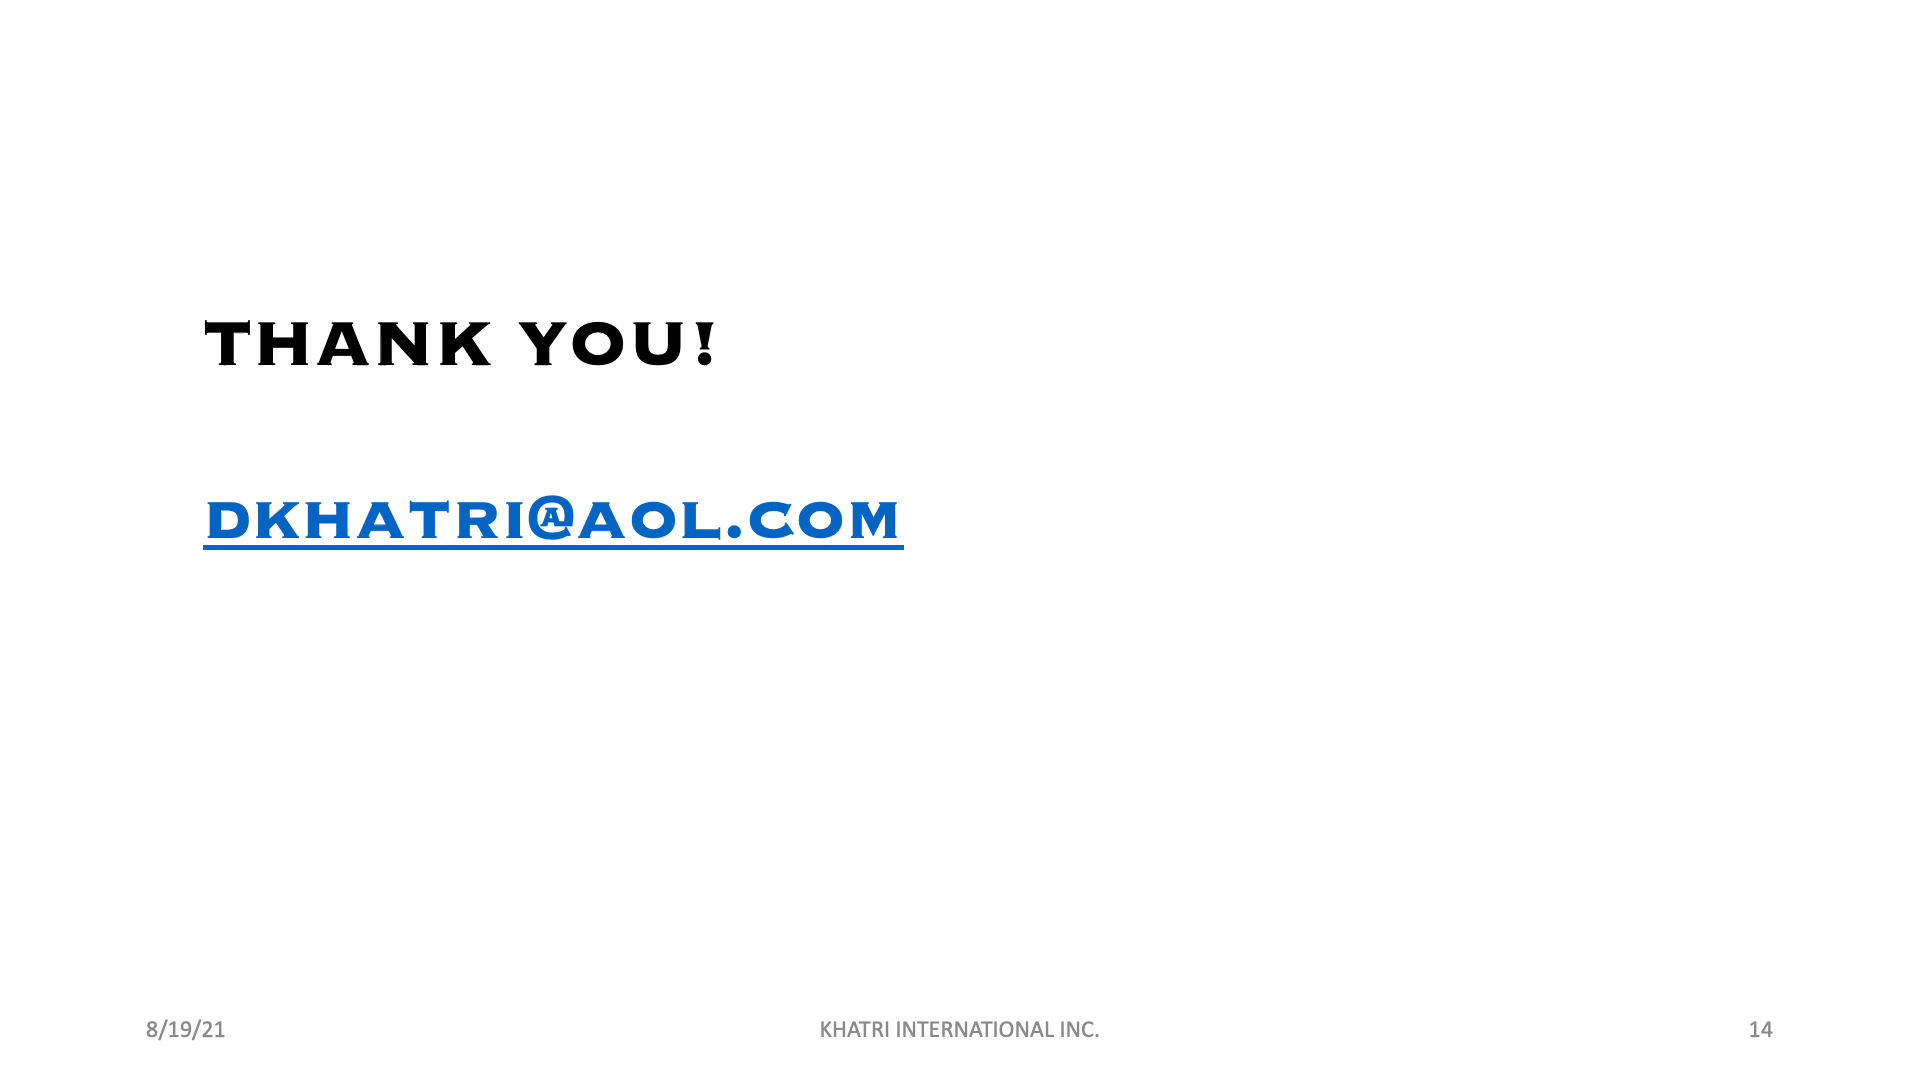 THANK YOU!
DKHATRI@AOL.COM
8/19/21
KHATRI INTERNATIONAL INC.
14